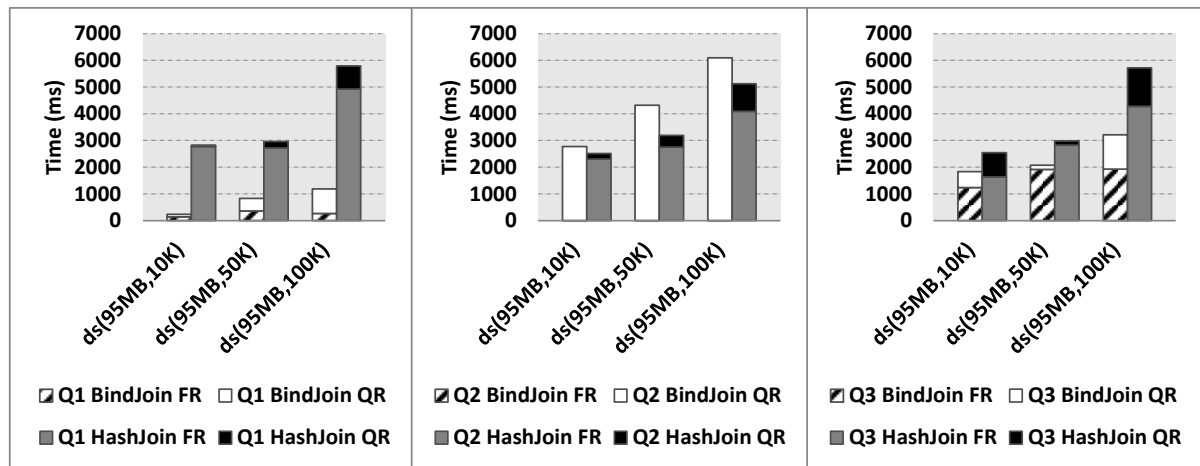 Time (ms)
7000
6000
5000
4000
3000
2000
1000
0
ds(95MB,10K)
ds(95MB,50K)
ds(95MB,100K)
Q1 BindJoin FR Q1 BindJoin QR
Q1 HashJoin FR Q1 HashJoin QR
Time (ms)
7000
6000
5000
4000
3000
2000
1000
0
ds(95MB,10K)
ds(95MB,50K)
ds(95MB,100K)
Q2 BindJoin FR Q2 BindJoin QR
Q2 HashJoin FR Q2 HashJoin QR
Time (ms)
7000
6000
5000
4000
3000
2000
1000
0
ds(95MB,10K)
ds(95MB,50K)
ds(95MB,100K)
Q3 BindJoin FR Q3 BindJoin QR
Q3 HashJoin FR Q3 HashJoin QR